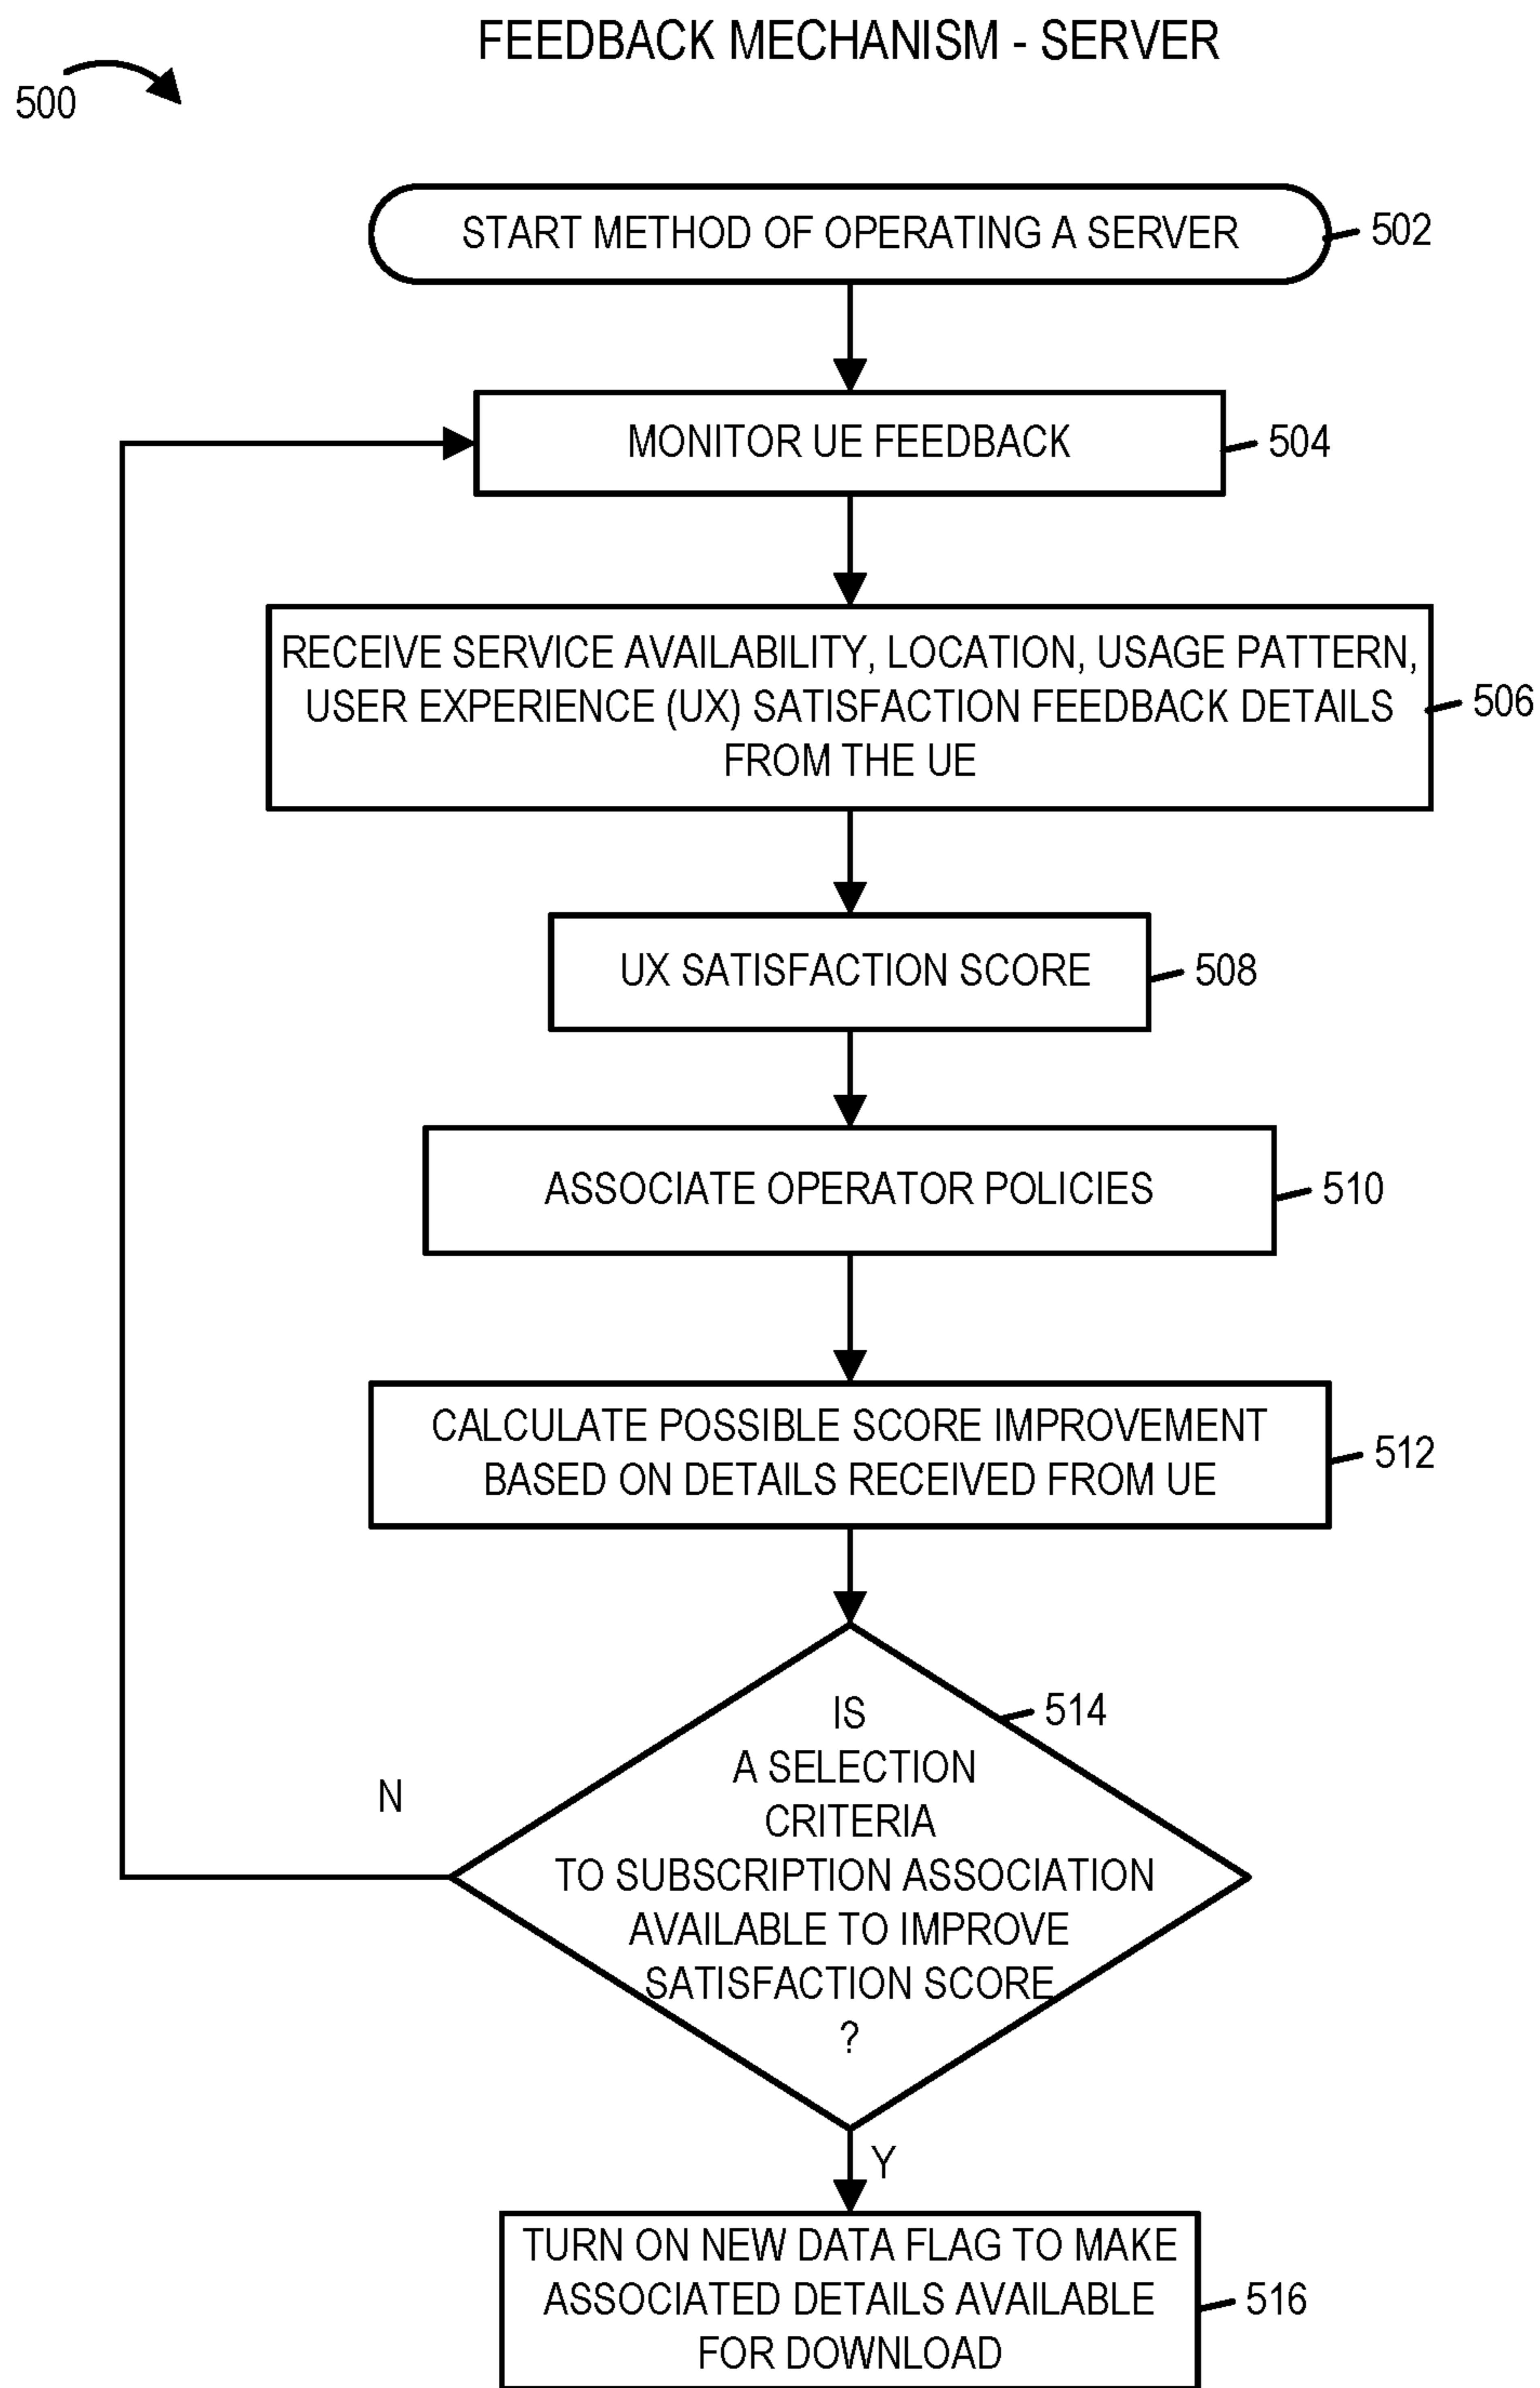 FEEDBACK MECHANISM - SERVER
500
START METHOD OF OPERATING A SERVER
502
MONITOR UE FEEDBACK
504
RECEIVE SERVICE AVAILABILITY, LOCATION, USAGE PATTERN,
USER EXPERIENCE (UX) SATISFACTION FEEDBACK DETAILS
FROM THE UE
506
UX SATISFACTION SCORE
508
ASSOCIATE OPERATOR POLICIES
510
CALCULATE POSSIBLE SCORE IMPROVEMENT
BASED ON DETAILS RECEIVED FROM UE
512
IS
A SELECTION
CRITERIA
TO SUBSCRIPTION ASSOCIATION
AVAILABLE TO IMPROVE
SATISFACTION SCORE
?
514
N
Y
TURN ON NEW DATA FLAG TO MAKE
ASSOCIATED DETAILS AVAILABLE
FOR DOWNLOAD
516